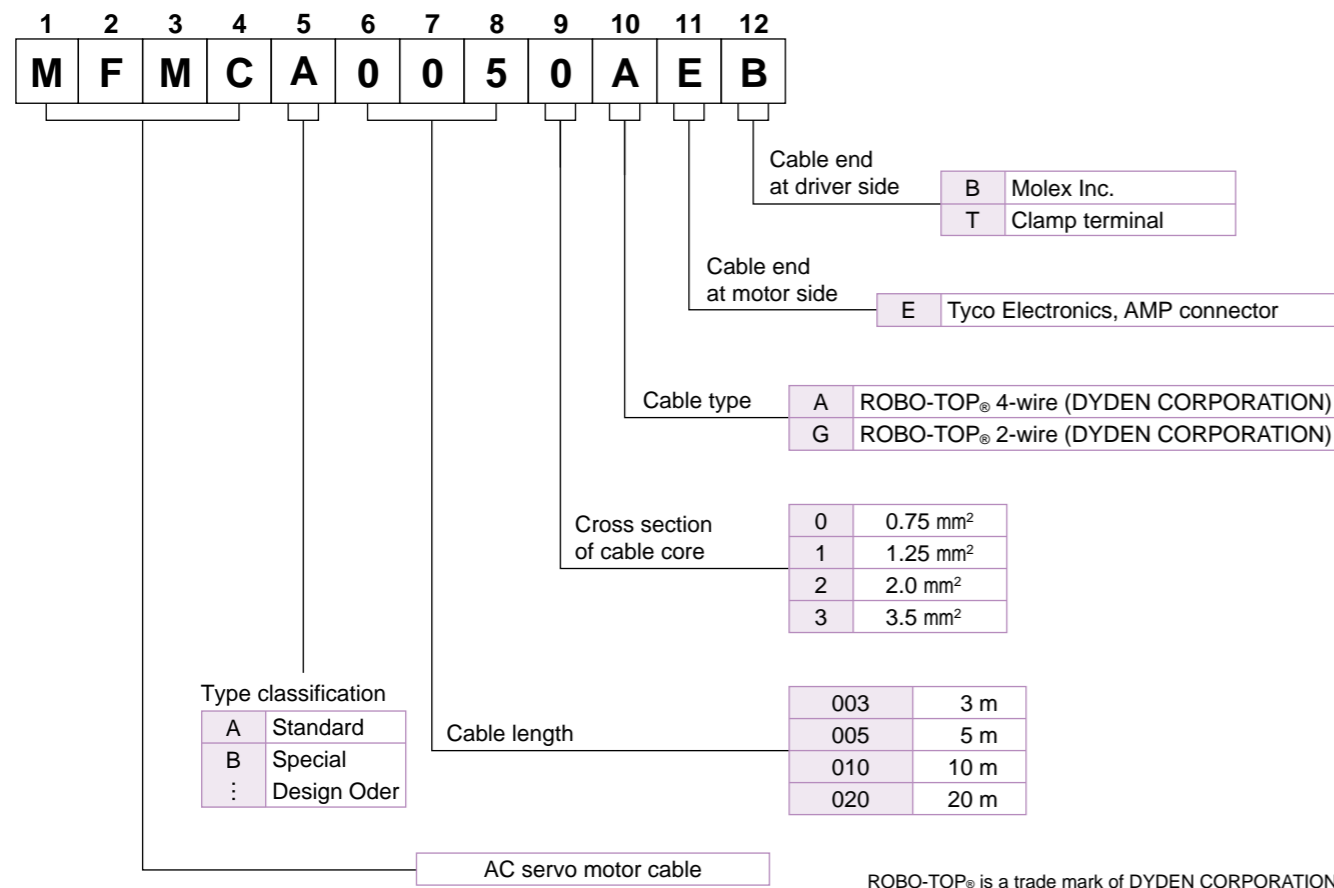 1 2 3 4 5 6 7 8 9 10 11 12
M F M C A 0 0 5 0 A E B
Cable end
at driver side
B Molex Inc.
T Clamp terminal
Cable end
at motor side
E Tyco Electronics, AMP connector
Cable type
A ROBO-TOP® 4-wire (DYDEN CORPORATION)
G ROBO-TOP® 2-wire (DYDEN CORPORATION)
Cross section
of cable core
0 0.75 mm²
1 1.25 mm²
2 2.0 mm²
3 3.5 mm²
Type classification
A Standard
B Special
⋮ Design Oder
Cable length
003 3 m
005 5 m
010 10 m
020 20 m
AC servo motor cable
ROBO-TOP® is a trade mark of DYDEN CORPORATION